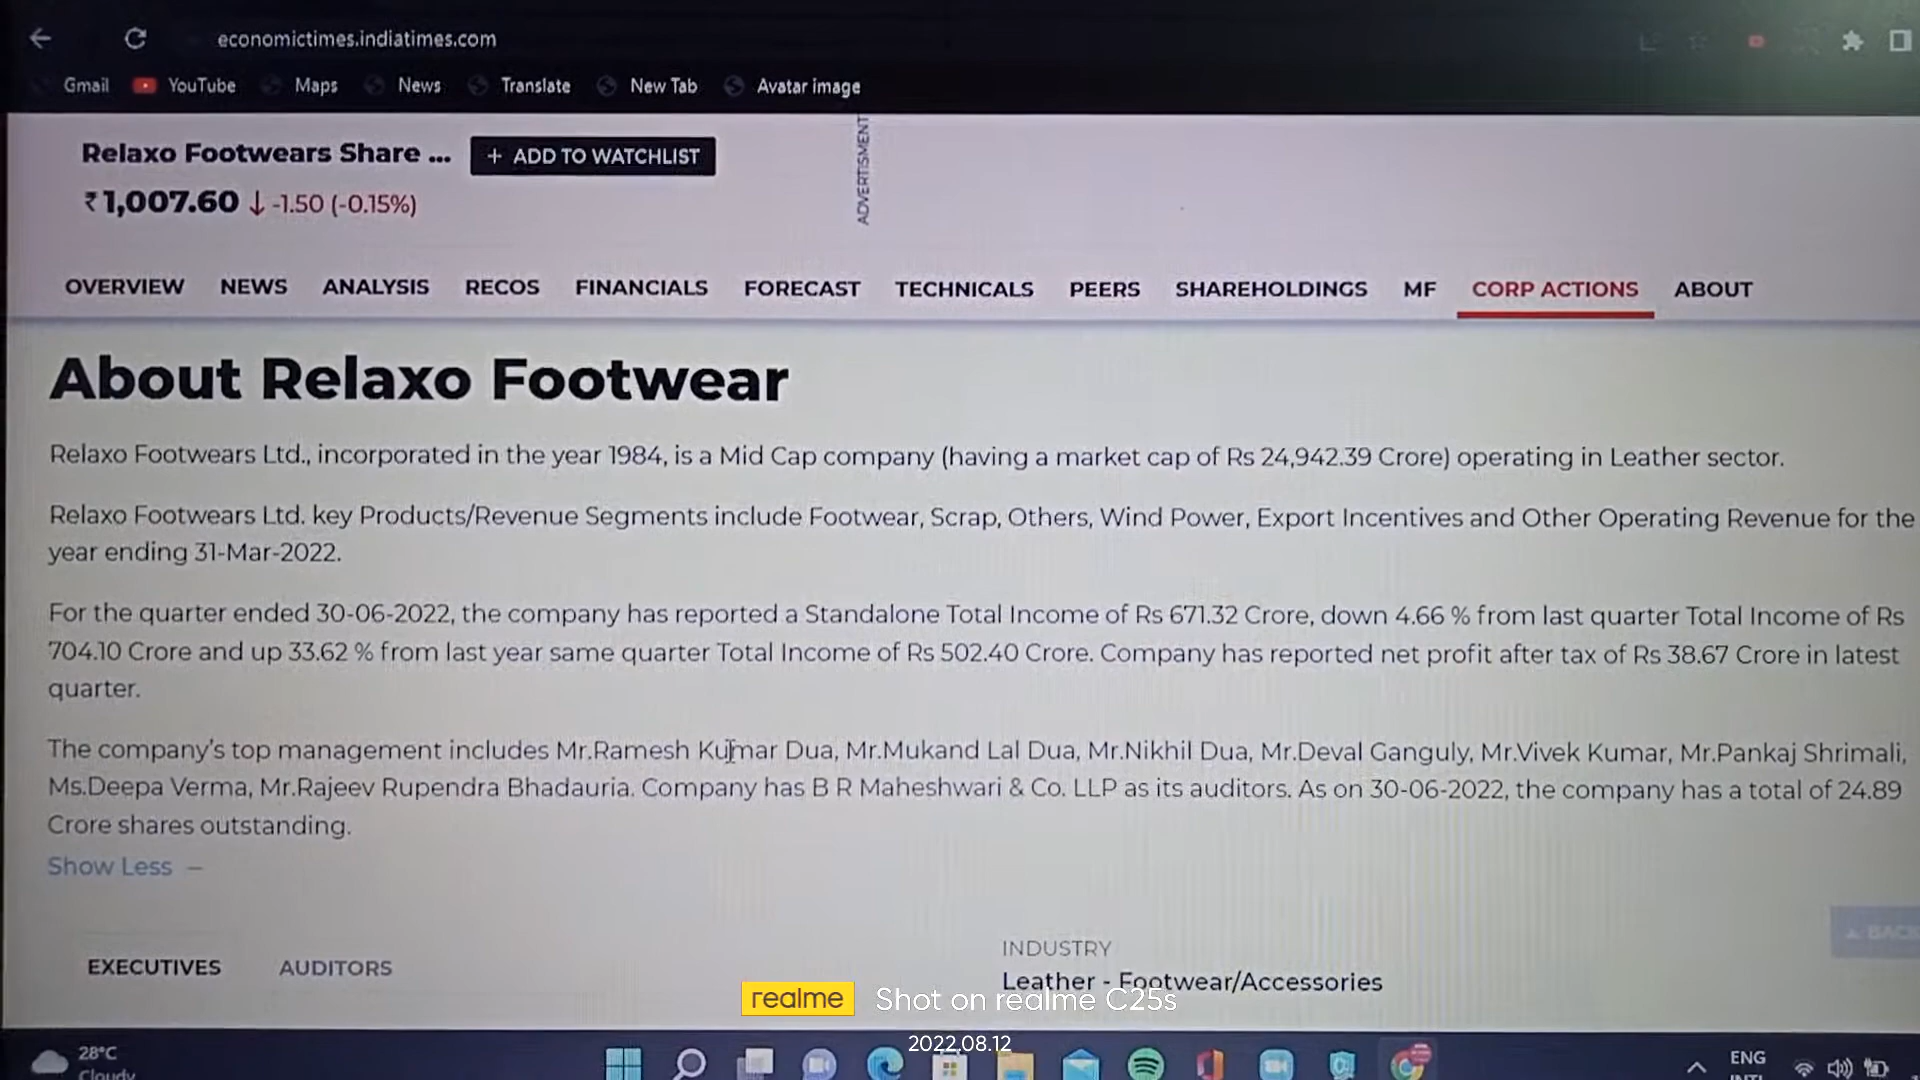 economictimes.indiatimes.com
Gmail YouTube Maps News Translate New Tab Avatar image
Relaxo Footwears Share ... + ADD TO WATCHLIST
₹1,007.60 ↓ -1.50 (-0.15%)
ADVERTISMENT
OVERVIEW NEWS ANALYSIS RECOS FINANCIALS FORECAST TECHNICALS PEERS SHAREHOLDINGS MF CORP ACTIONS ABOUT
About Relaxo Footwear
Relaxo Footwears Ltd., incorporated in the year 1984, is a Mid Cap company (having a market cap of Rs 24,942.39 Crore) operating in Leather sector.
Relaxo Footwears Ltd. key Products/Revenue Segments include Footwear, Scrap, Others, Wind Power, Export Incentives and Other Operating Revenue for the
year ending 31-Mar-2022.
For the quarter ended 30-06-2022, the company has reported a Standalone Total Income of Rs 671.32 Crore, down 4.66 % from last quarter Total Income of Rs
704.10 Crore and up 33.62 % from last year same quarter Total Income of Rs 502.40 Crore. Company has reported net profit after tax of Rs 38.67 Crore in latest
quarter.
The company's top management includes Mr.Ramesh Kumar Dua, Mr.Mukand Lal Dua, Mr.Nikhil Dua, Mr.Deval Ganguly, Mr.Vivek Kumar, Mr.Pankaj Shrimali,
Ms.Deepa Verma, Mr.Rajeev Rupendra Bhadauria. Company has B R Maheshwari & Co. LLP as its auditors. As on 30-06-2022, the company has a total of 24.89
Crore shares outstanding.
Show Less —
BACK
EXECUTIVES AUDITORS
INDUSTRY
Leather - Footwear/Accessories
realme Shot on realme C25s
2022.08.12
28°C
Cloudy
ENG
INTL